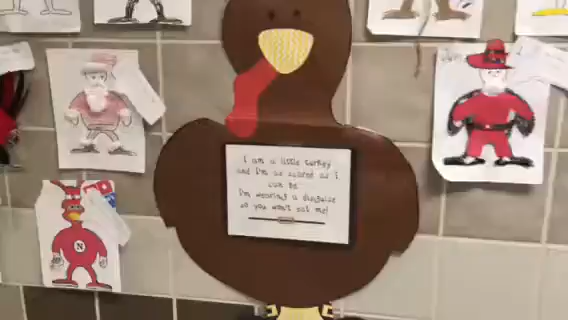 I am a little turkey
and I'm as scared as I
can be
I'm wearing a disguise
so you won't eat me!
N